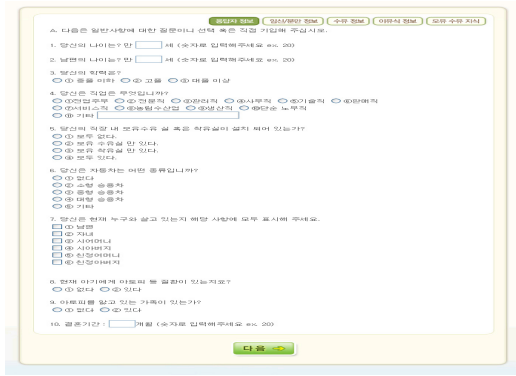 응답자 정보 임신/분만 정보 수유 정보 이유식 정보 모유 수유 지식
A. 다음은 일반사항에 대한 질문이니 선택 혹은 직접 기입해 주십시오.
1. 당신의 나이는? 만 세 (숫자로 입력해주세요 ex. 20)
2. 남편의 나이는? 만 세 (숫자로 입력해주세요 ex. 20)
3. 당신의 학력은?
① 중졸 이하 ② 고졸 ③ 대졸 이상
4. 당신은 직업은 무엇입니까?
①전업주부 ② 전문직 ③관리직 ④사무직 ⑤기술직 ⑥판매직
⑦서비스직 ⑧농림수산업 ⑨생산직 ⑩단순 노무직
⑪ 기타
5. 당신의 직장 내 모유수유 실 혹은 착유실이 설치 되어 있는가?
① 모두 없다.
② 모유 수유실 만 있다.
③ 모유 착유실 만 있다.
④ 모두 있다.
6. 당신은 자동차는 어떤 종류입니까?
① 없다
② 소형 승용차
③ 중형 승용차
④ 대형 승용차
⑤ 기타
7. 당신은 현재 누구와 살고 있는지 해당 사항에 모두 표시해 주세요.
① 남편
② 자녀
③ 시어머니
④ 시아버지
⑤ 친정어머니
⑥ 친정아버지
8. 현재 아기에게 아토피 등 질환이 있는지요?
① 없다 ② 있다
9. 아토피를 앓고 있는 가족이 있는가?
① 없다 ② 있다
10. 결혼기간 : 개월 (숫자로 입력해주세요 ex. 20)
다 음